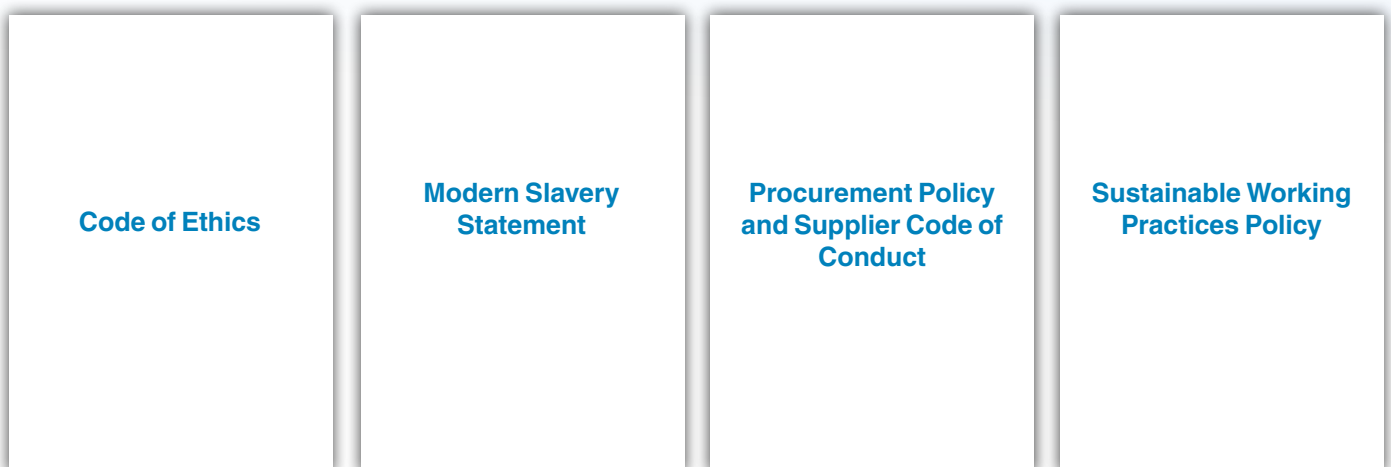 Code of Ethics
Modern Slavery
Statement
Procurement Policy
and Supplier Code of
Conduct
Sustainable Working
Practices Policy